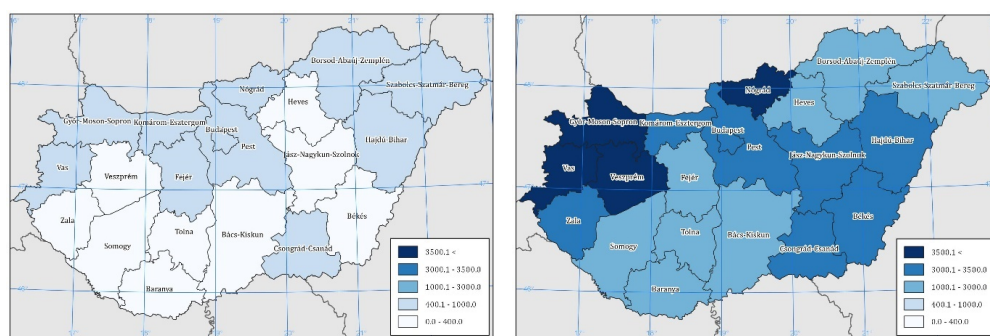 Borsod-Abaúj-Zemplén
Szabolcs-Szatmár-Bereg
Nógrád
Heves
Győr-Moson-Sopron
Komárom-Esztergom
Budapest
Pest
Hajdú-Bihar
Jász-Nagykun-Szolnok
Vas
Veszprém
Fejér
Zala
Somogy
Tolna
Bács-Kiskun
Békés
Csongrád-Csanád
Baranya
3500.1 <
3000.1 - 3500.0
1000.1 - 3000.0
400.1 - 1000.0
0.0 - 400.0
Borsod-Abaúj-Zemplén
Szabolcs-Szatmár-Bereg
Nógrád
Heves
Győr-Moson-Sopron
Komárom-Esztergom
Budapest
Pest
Hajdú-Bihar
Jász-Nagykun-Szolnok
Vas
Veszprém
Fejér
Zala
Somogy
Tolna
Bács-Kiskun
Békés
Csongrád-Csanád
Baranya
3500.1 <
3000.1 - 3500.0
1000.1 - 3000.0
400.1 - 1000.0
0.0 - 400.0